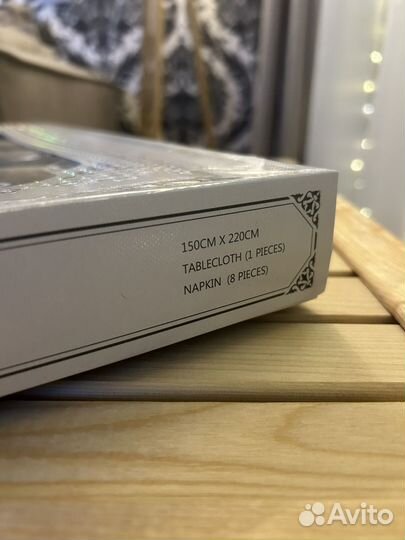 150CM X 220CM
TABLECLOTH (1 PIECES)
NAPKIN (8 PIECES)
Avito